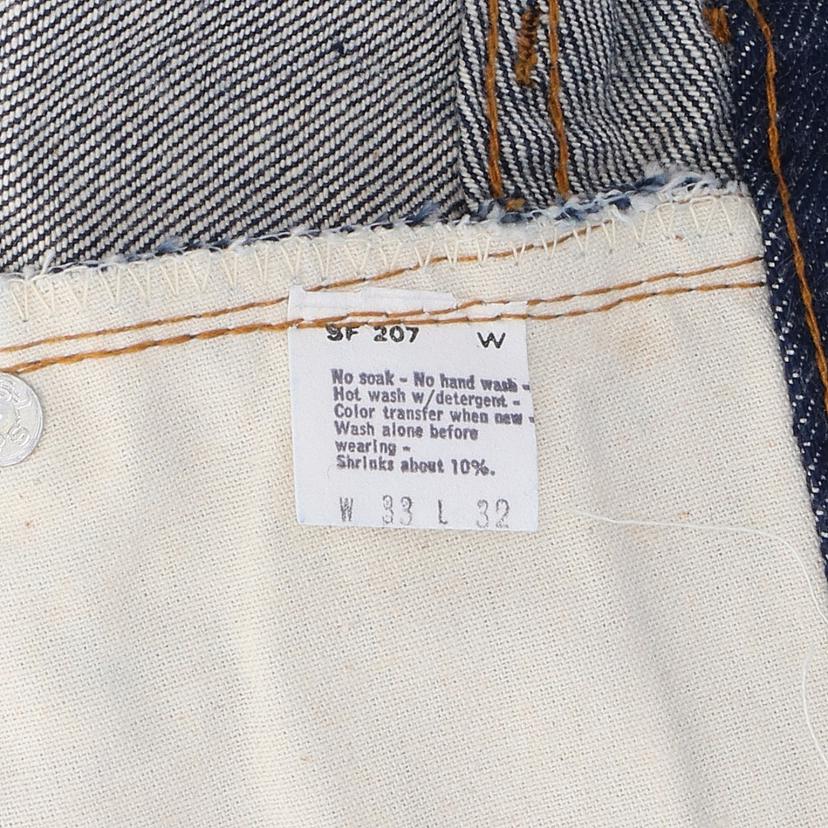 SF 207 W
No soak - No hand wash -
Hot wash w/detergent -
Color transfer when new -
Wash alone before
wearing -
Shrinks about 10%.
W 33 L 32